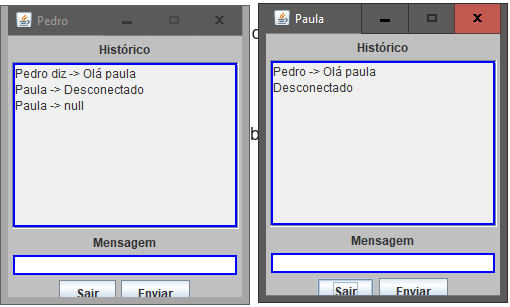 Pedro
Histórico
Pedro diz -> Olá paula
Paula -> Desconectado
Paula -> null
Mensagem
Sair
Enviar
Paula
Histórico
Pedro -> Olá paula
Desconectado
Mensagem
Sair
Enviar